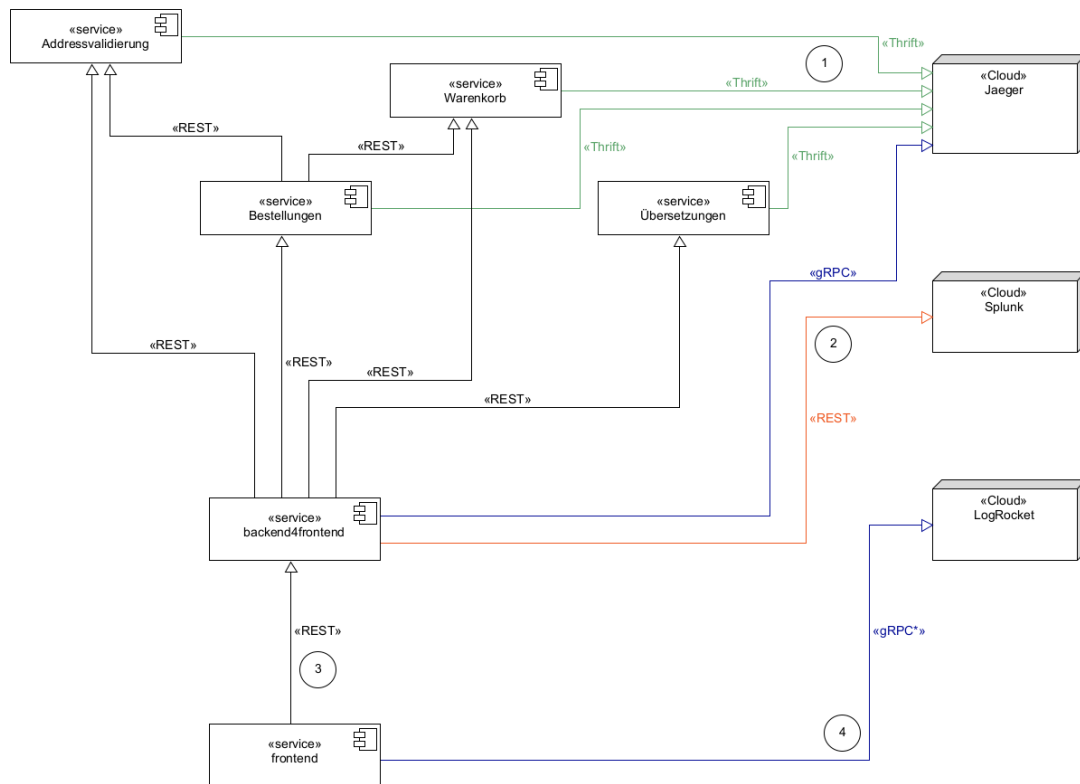 «service»
Addressvalidierung
«Thrift»
1
«service»
Warenkorb
«Thrift»
«Cloud»
Jaeger
«REST»
«REST»
«Thrift»
«Thrift»
«service»
Bestellungen
«service»
Übersetzungen
«gRPC»
«Cloud»
Splunk
2
«REST»
«REST»
«REST»
«REST»
«REST»
«service»
backend4frontend
«Cloud»
LogRocket
«REST»
«gRPC*»
3
4
«service»
frontend